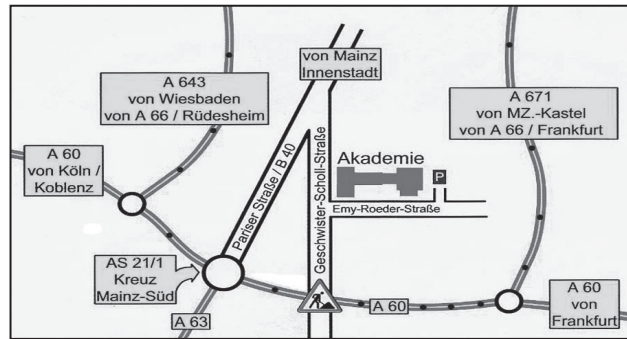 A 643
von Wiesbaden
von A 66 / Rüdesheim
von Mainz
Innenstadt
A 671
von MZ.-Kastel
von A 66 / Frankfurt
A 60
von Köln /
Koblenz
Pariser Straße / B 40
Geschwister-Scholl-Straße
Akademie
P
Emy-Roeder-Straße
AS 21/1
Kreuz
Mainz-Süd
A 63
A 60
A 60
von
Frankfurt